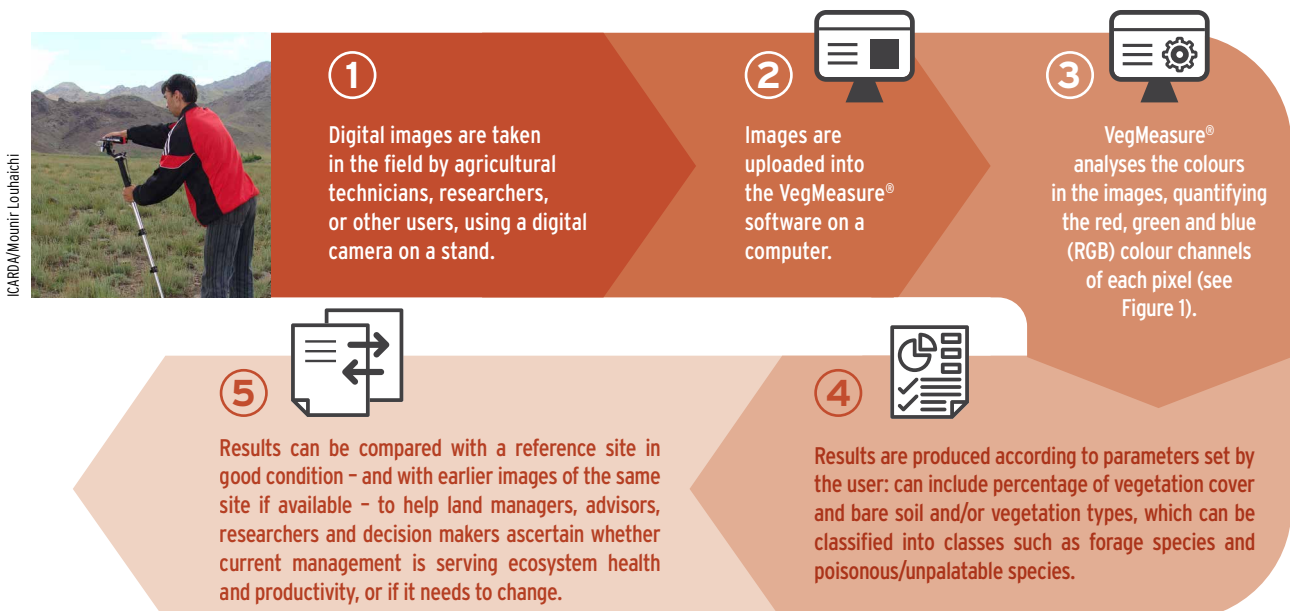 ICARDA/Mounir Louhaichi
1
Digital images are taken
in the field by agricultural
technicians, researchers,
or other users, using a digital
camera on a stand.
2
Images are
uploaded into
the VegMeasure®
software on a
computer.
3
VegMeasure®
analyses the colours
in the images, quantifying
the red, green and blue
(RGB) colour channels
of each pixel (see
Figure 1).
4
Results are produced according to parameters set by
the user: can include percentage of vegetation cover
and bare soil and/or vegetation types, which can be
classified into classes such as forage species and
poisonous/unpalatable species.
5
Results can be compared with a reference site in
good condition – and with earlier images of the same
site if available – to help land managers, advisors,
researchers and decision makers ascertain whether
current management is serving ecosystem health
and productivity, or if it needs to change.